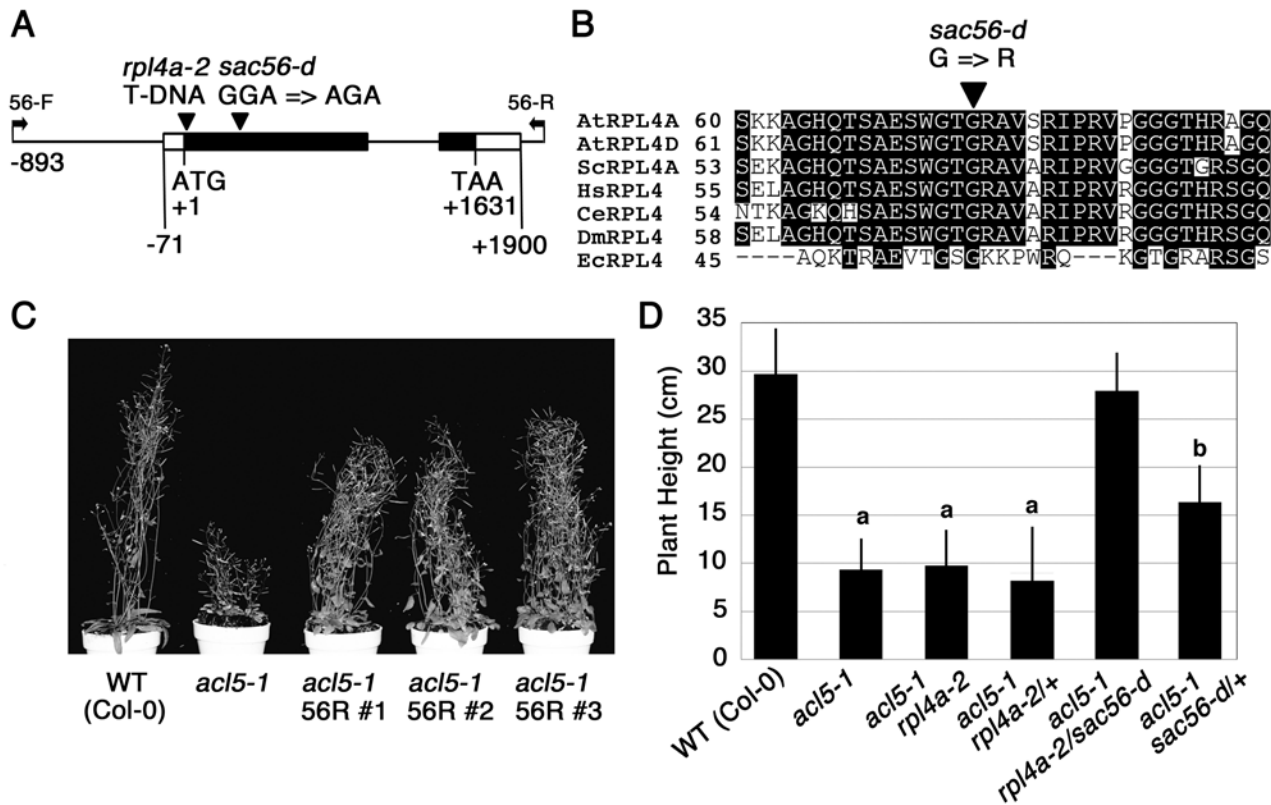 A
rpl4a-2 sac56-d
T-DNA GGA => AGA
56-F
56-R
-893
ATG
+1
TAA
+1631
-71
+1900
B
sac56-d
G => R
AtRPL4A 60 SKKAGHQTSAESWGTGRAVSRIPRVPGGGTHRAGQ
AtRPL4D 61 SKKAGHQTSAESWGTGRAVSRIPRVPGGGTHRAGQ
ScRPL4A 53 SEKAGHQTSAESWGTGRAVARIPRVGGGGTGRSGQ
HsRPL4 55 SELAGHQTSAESWGTGRAVARIPRVRGGGTHRSGQ
CeRPL4 54 NTKAGKQHSAESWGTGRAVARIPRVRGGGTHRSGQ
DmRPL4 58 SELAGHQTSAESWGTGRAVARIPRVRGGGTHRSGQ
EcRPL4 45 ----AQKTRAEVTGSGKKPWRQ---KGTGRARSGS
C
WT
(Col-0)
acl5-1
acl5-1
56R #1
acl5-1
56R #2
acl5-1
56R #3
D
Plant Height (cm)
35
30
25
20
15
10
5
0
a
a
a
b
WT (Col-0)
acl5-1
acl5-1
rpl4a-2
acl5-1
rpl4a-2/+
acl5-1
rpl4a-2/sac56-d
acl5-1
sac56-d/+